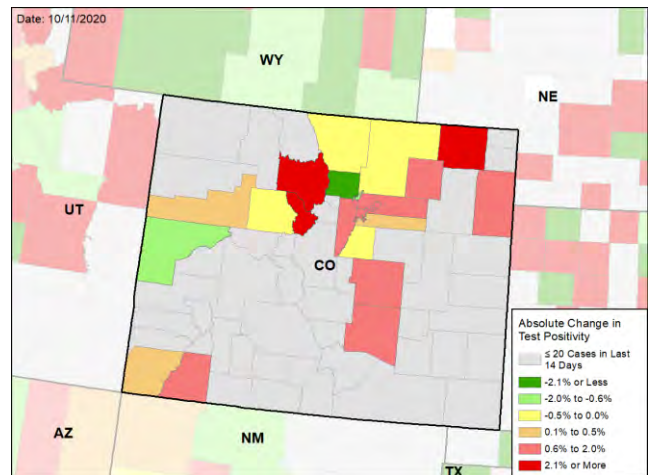 Date: 10/11/2020
WY
NE
UT
CO
AZ
NM
TX
Absolute Change in
Test Positivity
≤ 20 Cases in Last
14 Days
-2.1% or Less
-2.0% to -0.6%
-0.5% to 0.0%
0.1% to 0.5%
0.6% to 2.0%
2.1% or More